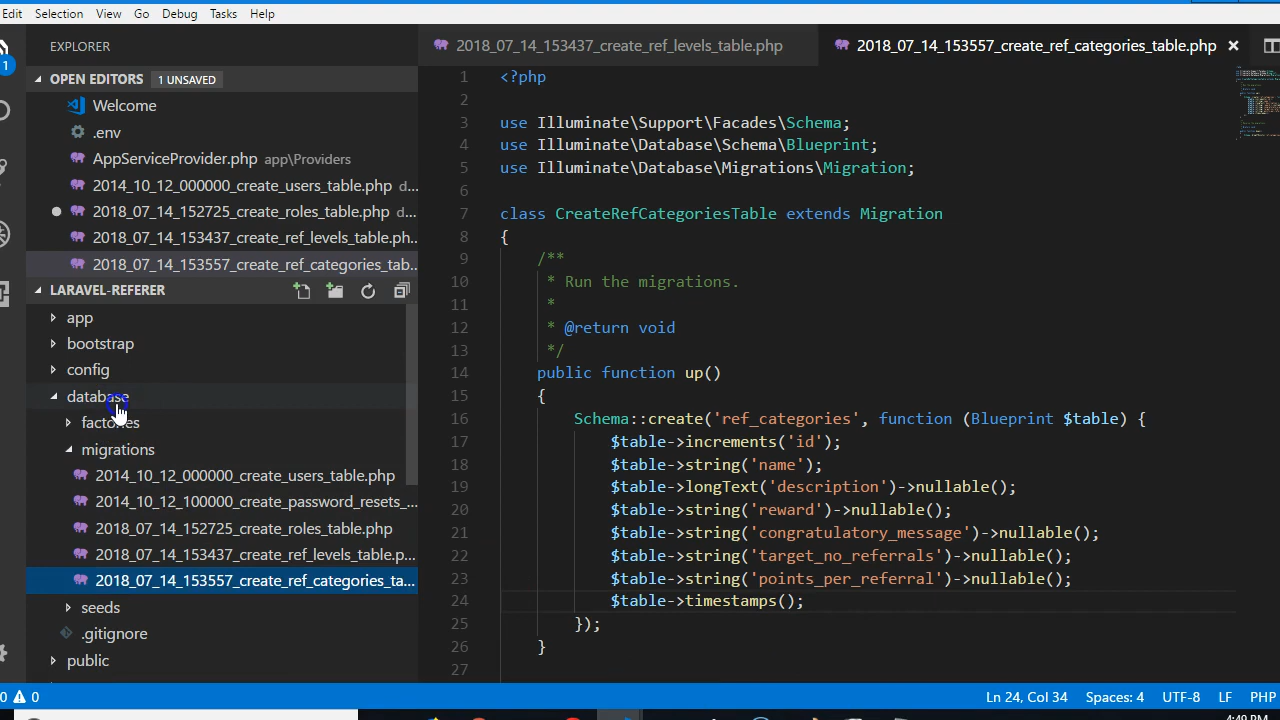 Edit Selection View Go Debug Tasks Help
EXPLORER
OPEN EDITORS 1 UNSAVED
Welcome
.env
AppServiceProvider.php app\Providers
2014_10_12_000000_create_users_table.php d...
2018_07_14_152725_create_roles_table.php d...
2018_07_14_153437_create_ref_levels_table.ph...
2018_07_14_153557_create_ref_categories_tab...
LARAVEL-REFERER
app
bootstrap
config
database
factories
migrations
2014_10_12_000000_create_users_table.php
2014_10_12_100000_create_password_resets_...
2018_07_14_152725_create_roles_table.php
2018_07_14_153437_create_ref_levels_table.p...
2018_07_14_153557_create_ref_categories_ta...
seeds
.gitignore
public
1
2018_07_14_153437_create_ref_levels_table.php 2018_07_14_153557_create_ref_categories_table.php ×
1 <?php
2
3 use Illuminate\Support\Facades\Schema;
4 use Illuminate\Database\Schema\Blueprint;
5 use Illuminate\Database\Migrations\Migration;
6
7 class CreateRefCategoriesTable extends Migration
8 {
9 /**
10 * Run the migrations.
11 *
12 * @return void
13 */
14 public function up()
15 {
16 Schema::create('ref_categories', function (Blueprint $table) {
17 $table->increments('id');
18 $table->string('name');
19 $table->longText('description')->nullable();
20 $table->string('reward')->nullable();
21 $table->string('congratulatory_message')->nullable();
22 $table->string('target_no_referrals')->nullable();
23 $table->string('points_per_referral')->nullable();
24 $table->timestamps();
25 });
26 }
27
0 0 Ln 24, Col 34 Spaces: 4 UTF-8 LF PHP
4:49 PM